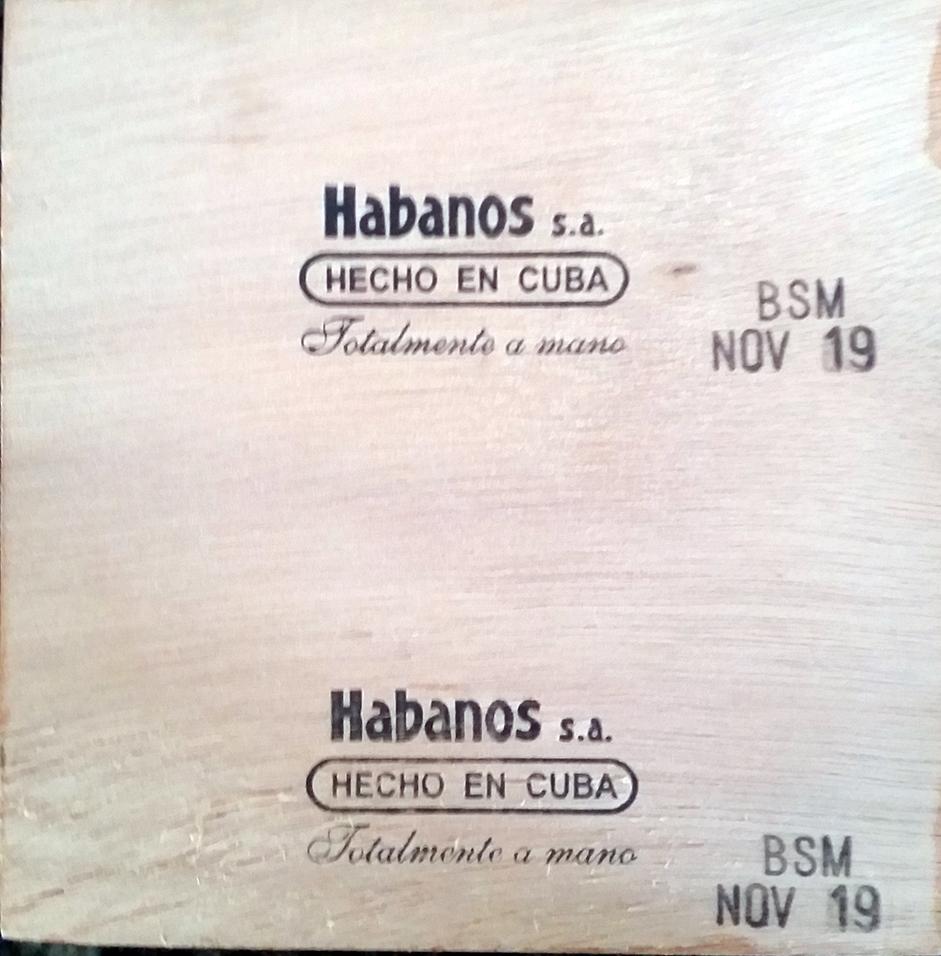 Habanos s.a.
HECHO EN CUBA
Totalmente a mano
BSM
NOV 19
Habanos s.a.
HECHO EN CUBA
Totalmente a mano
BSM
NOV 19